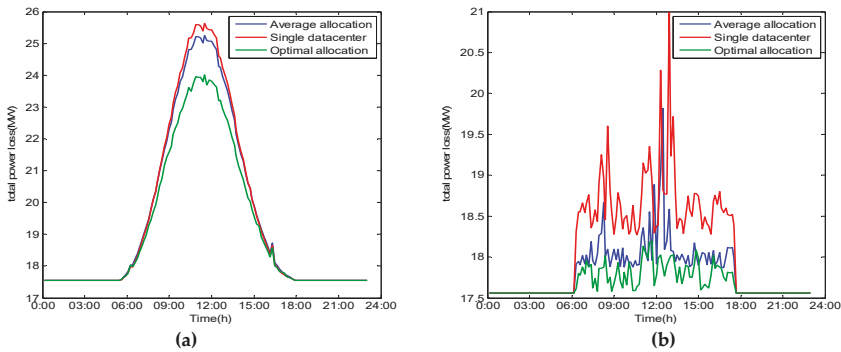 26
25
24
23
22
21
20
19
18
17
total power loss(MW)
0:00 03:00 06:00 09:00 12:00 15:00 18:00 21:00 24:00
Time(h)
Average allocation
Single datacenter
Optimal allocation
(a)
21
20.5
20
19.5
19
18.5
18
17.5
total power loss(MW)
0:00 03:00 06:00 09:00 12:00 15:00 18:00 21:00 24:00
Time(h)
Average allocation
Single datacenter
Optimal allocation
(b)